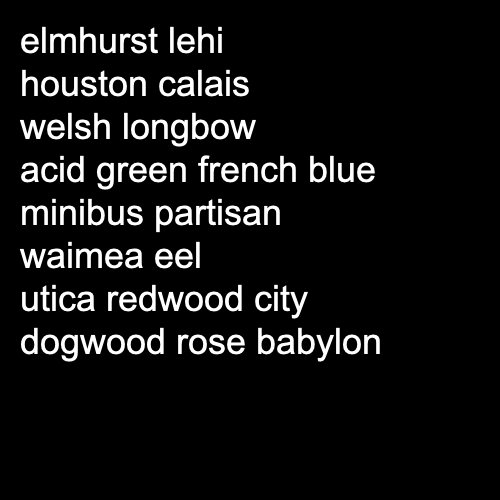 elmhurst lehi
houston calais
welsh longbow
acid green french blue
minibus partisan
waimea eel
utica redwood city
dogwood rose babylon